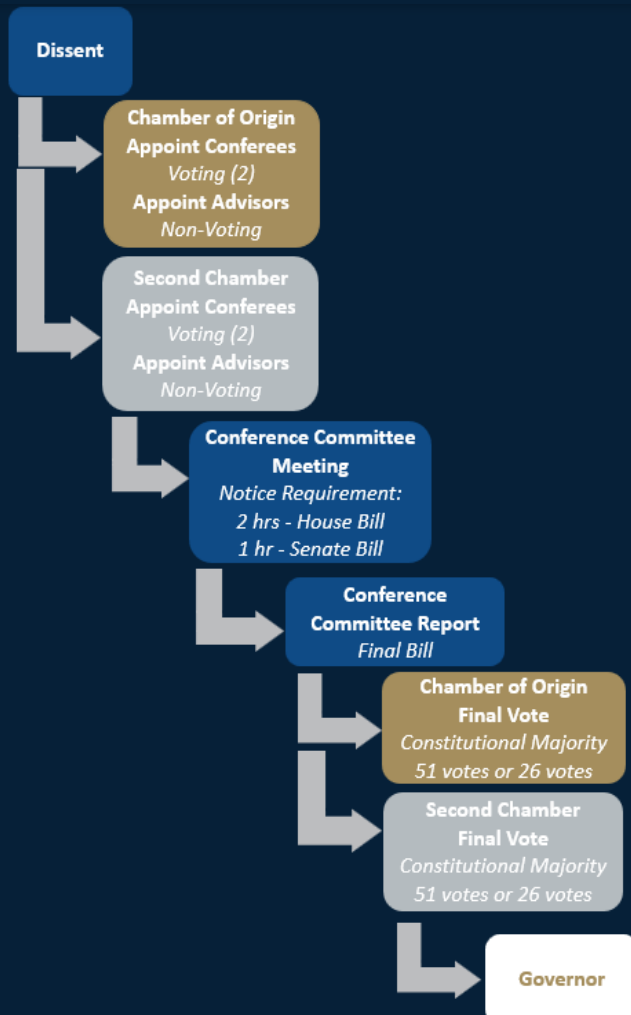 Dissent
Chamber of Origin
Appoint Conferees
Voting (2)
Appoint Advisors
Non-Voting
Second Chamber
Appoint Conferees
Voting (2)
Appoint Advisors
Non-Voting
Conference Committee
Meeting
Notice Requirement:
2 hrs - House Bill
1 hr - Senate Bill
Conference
Committee Report
Final Bill
Chamber of Origin
Final Vote
Constitutional Majority
51 votes or 26 votes
Second Chamber
Final Vote
Constitutional Majority
51 votes or 26 votes
Governor